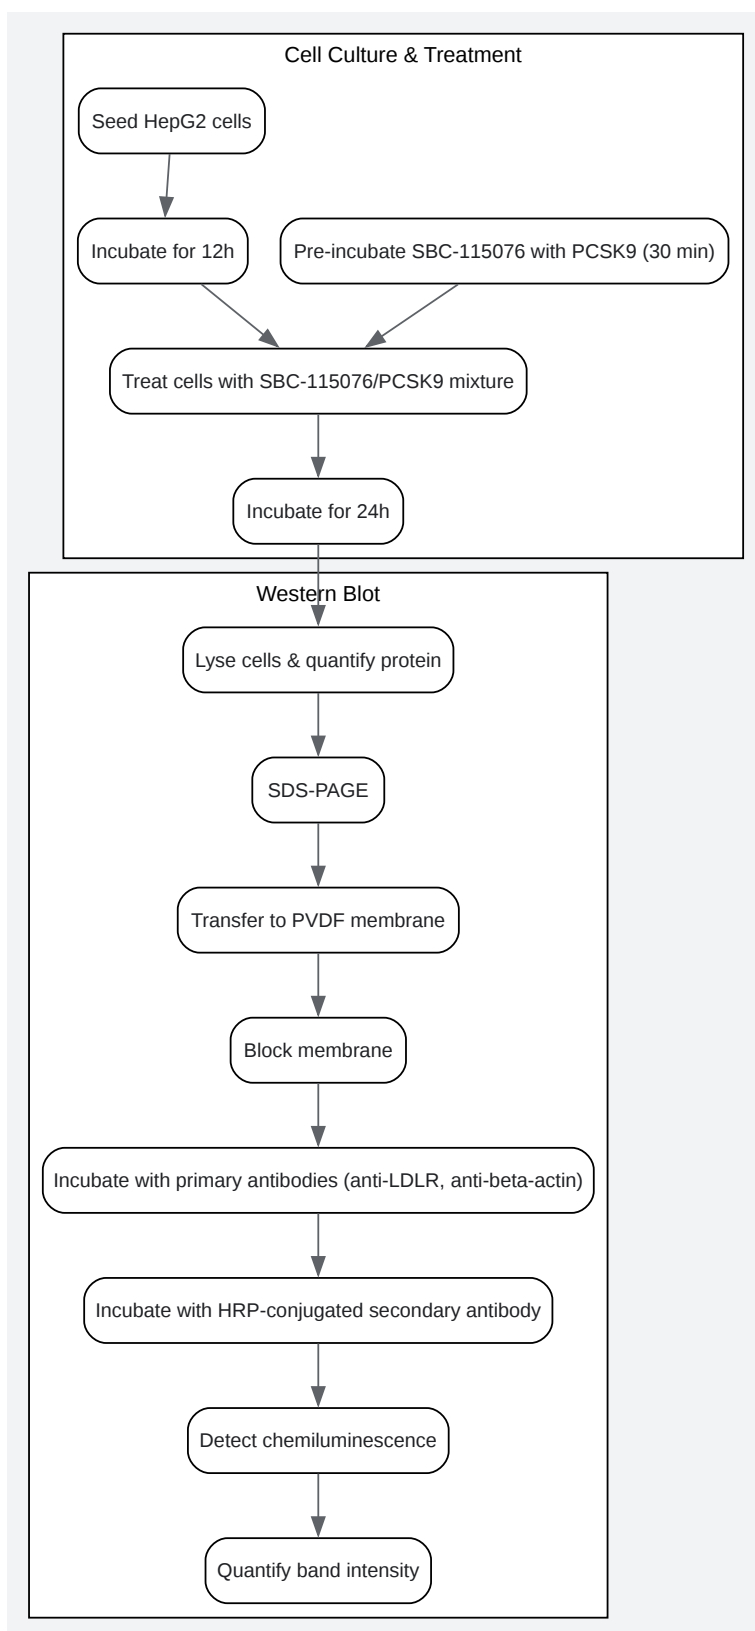 Cell Culture & Treatment
Seed HepG2 cells
Incubate for 12h
Pre-incubate SBC-115076 with PCSK9 (30 min)
Treat cells with SBC-115076/PCSK9 mixture
Incubate for 24h
Western Blot
Lyse cells & quantify protein
SDS-PAGE
Transfer to PVDF membrane
Block membrane
Incubate with primary antibodies (anti-LDLR, anti-beta-actin)
Incubate with HRP-conjugated secondary antibody
Detect chemiluminescence
Quantify band intensity